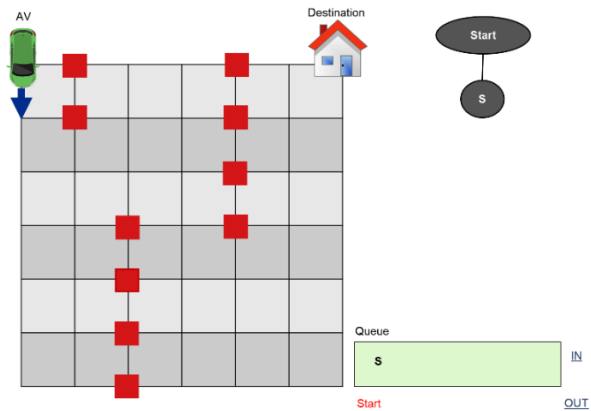 AV
Destination
Start
S
Queue
S
IN
Start
OUT